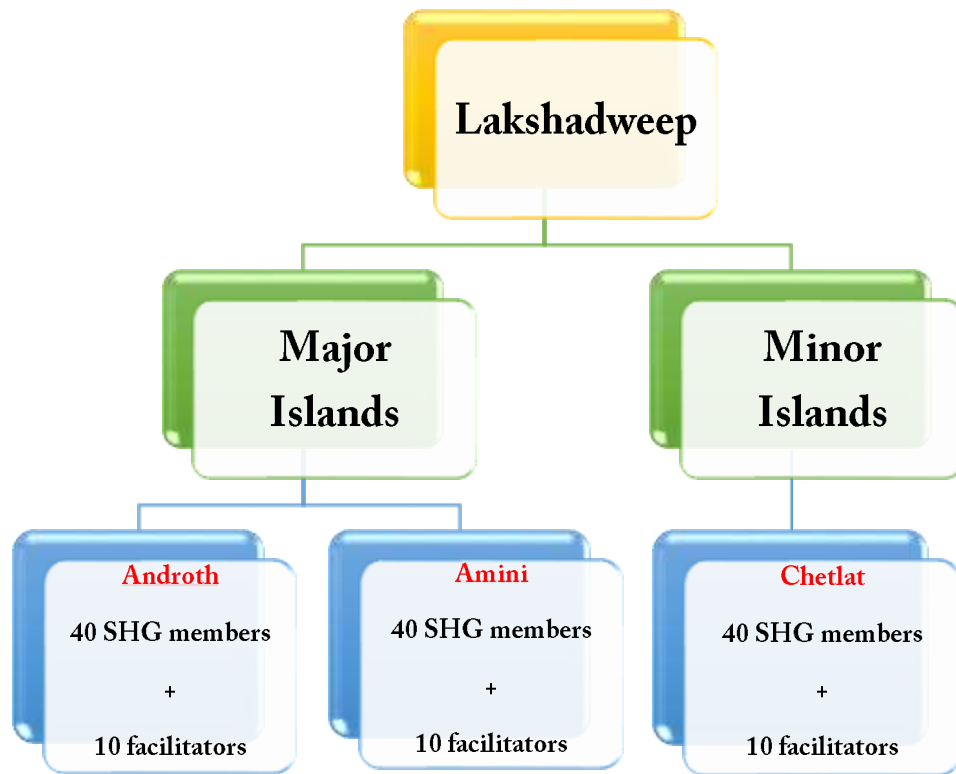 Lakshadweep
Major
Islands
Minor
Islands
Androth
40 SHG members
+
10 facilitators
Amini
40 SHG members
+
10 facilitators
Chetlat
40 SHG members
+
10 facilitators